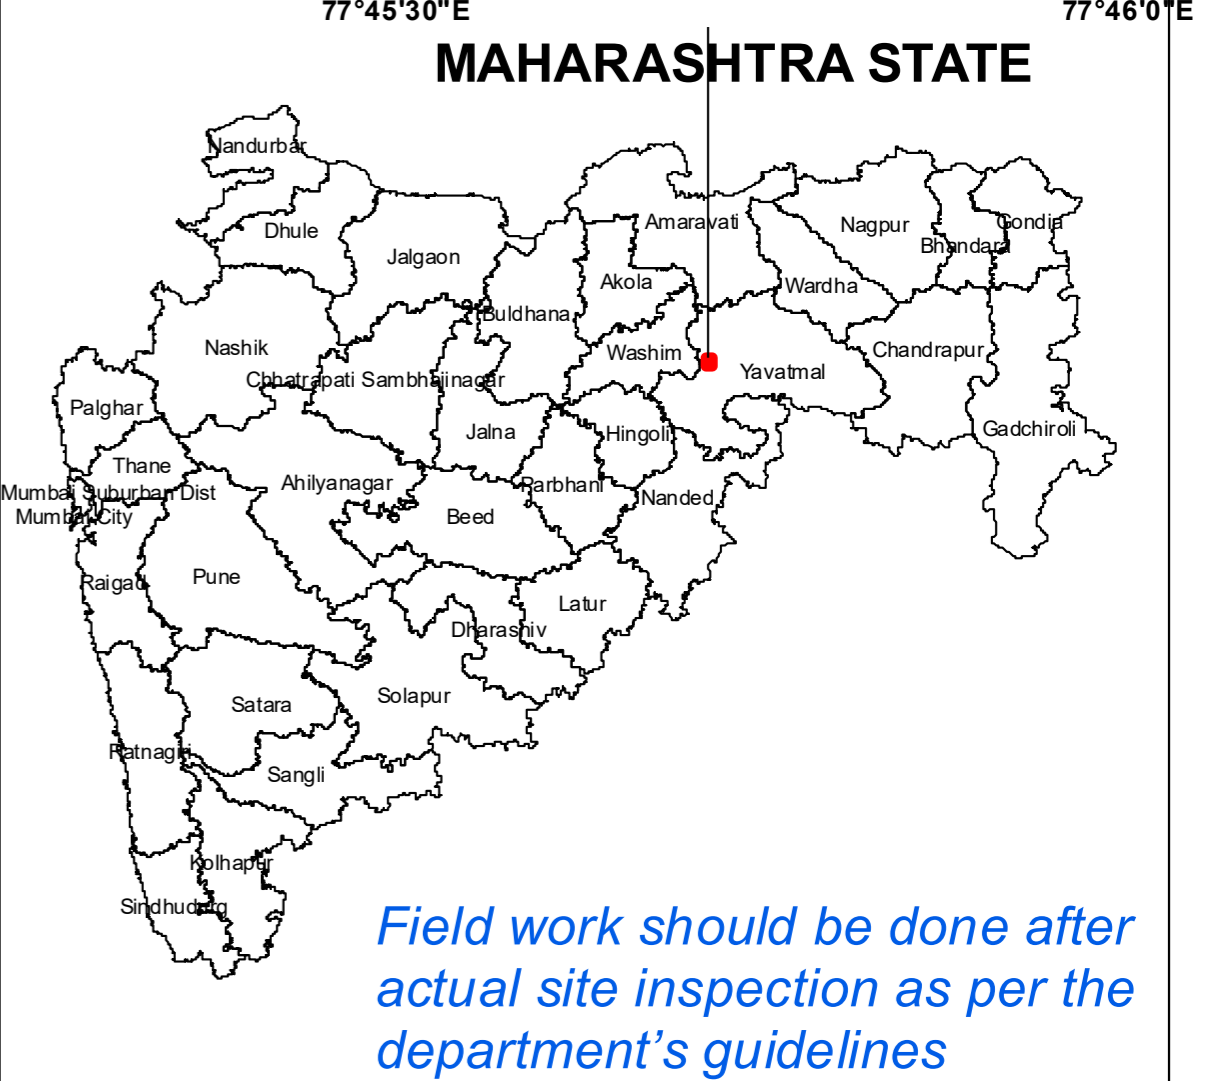 77°45'30"E 77°46'0"E
MAHARASHTRA STATE
Nandurbar
Dhule
Amaravati
Nagpur
Gondia
Bhandara
Jalgaon
Akola
Wardha
Buldhana
Nashik
Washim
Chandrapur
Chhatrapati Sambhajinagar
Yavatmal
Palghar
Jalna
Hingoli
Gadchiroli
Thane
Ahilyanagar
Parbhani
Mumbai Suburban Dist
Nanded
Mumbai City
Beed
Raigad
Pune
Latur
Dharashiv
Satara
Solapur
Ratnagiri
Sangli
Kolhapur
Sindhudurg
Field work should be done after
actual site inspection as per the
department’s guidelines